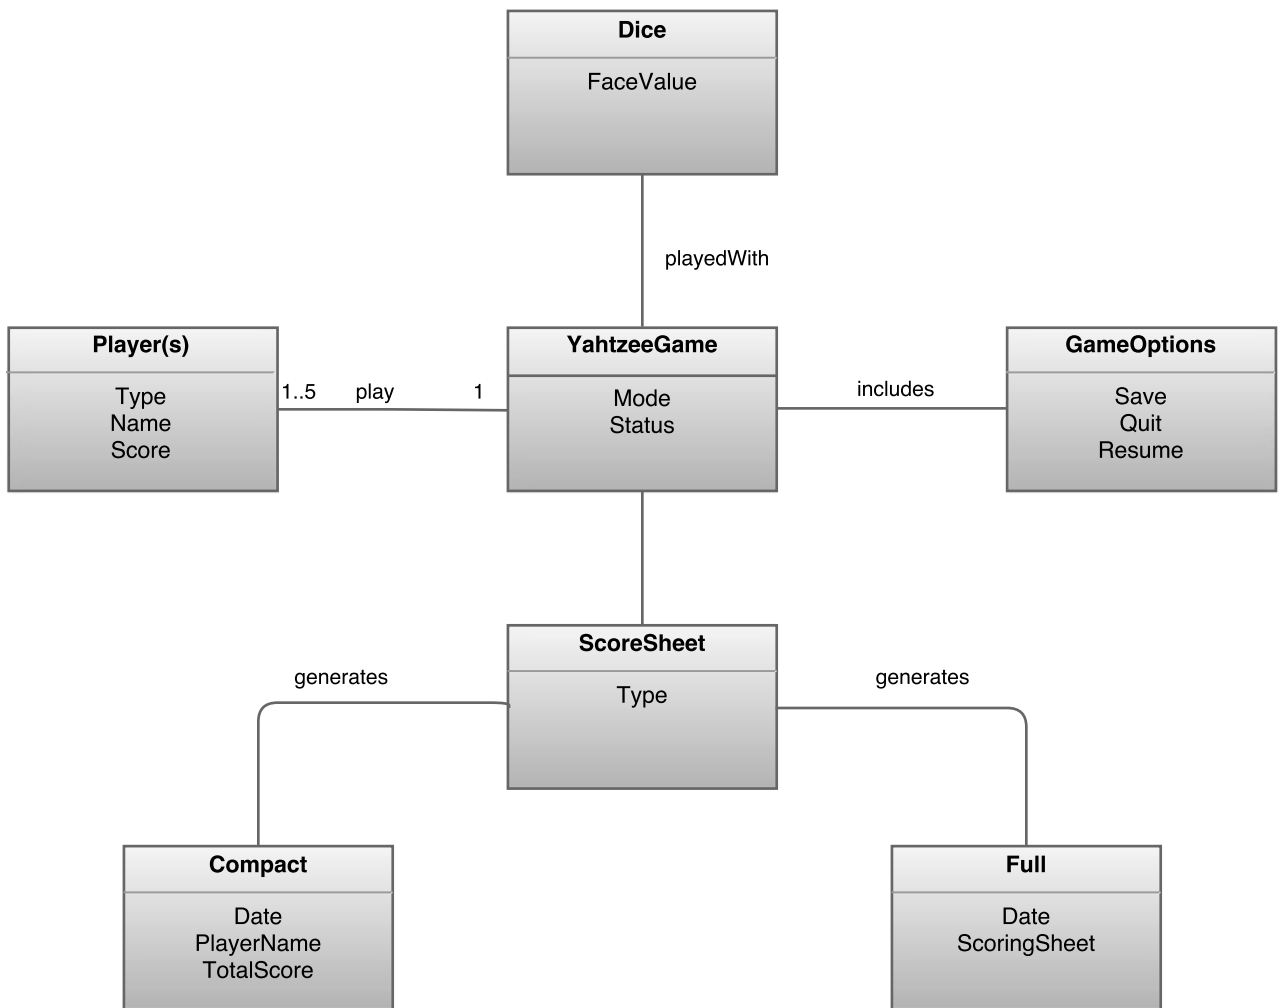 Dice
FaceValue
playedWith
Player(s)
Type
Name
Score
1..5 play 1
YahtzeeGame
Mode
Status
includes
GameOptions
Save
Quit
Resume
ScoreSheet
Type
generates
generates
Compact
Date
PlayerName
TotalScore
Full
Date
ScoringSheet